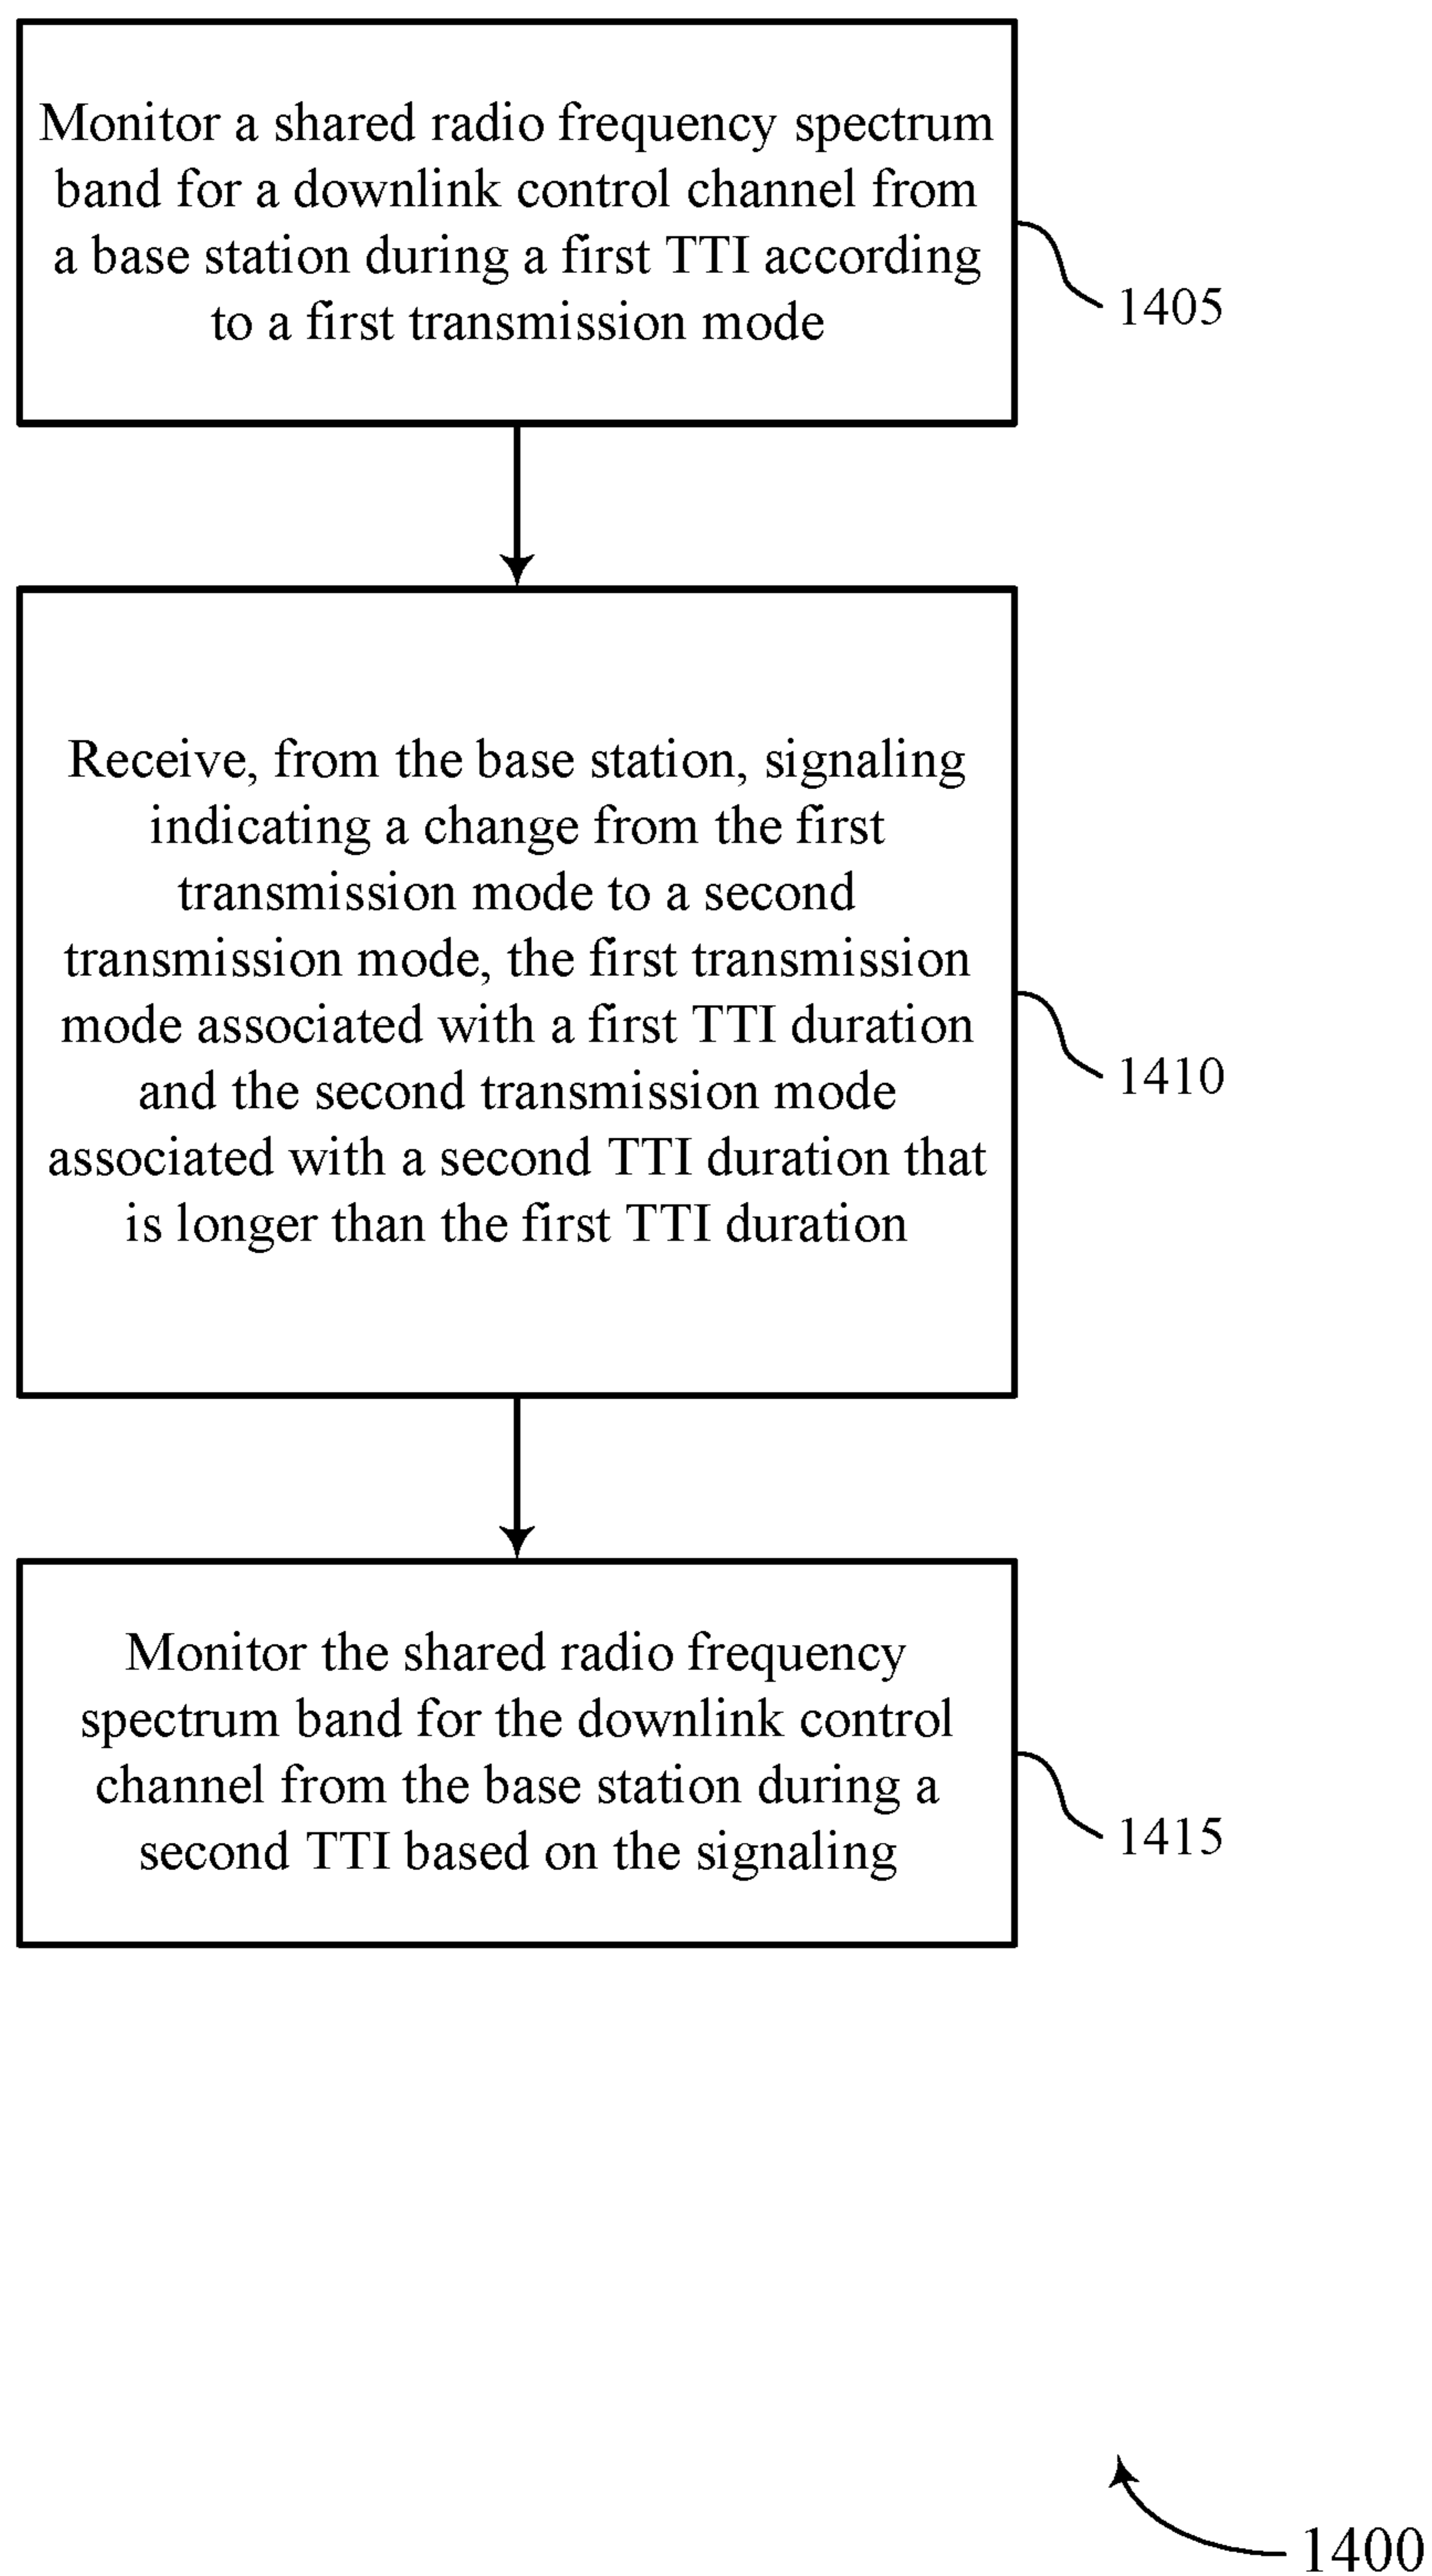 Monitor a shared radio frequency spectrum
band for a downlink control channel from
a base station during a first TTI according
to a first transmission mode
1405
Receive, from the base station, signaling
indicating a change from the first
transmission mode to a second
transmission mode, the first transmission
mode associated with a first TTI duration
and the second transmission mode
associated with a second TTI duration that
is longer than the first TTI duration
1410
Monitor the shared radio frequency
spectrum band for the downlink control
channel from the base station during a
second TTI based on the signaling
1415
1400